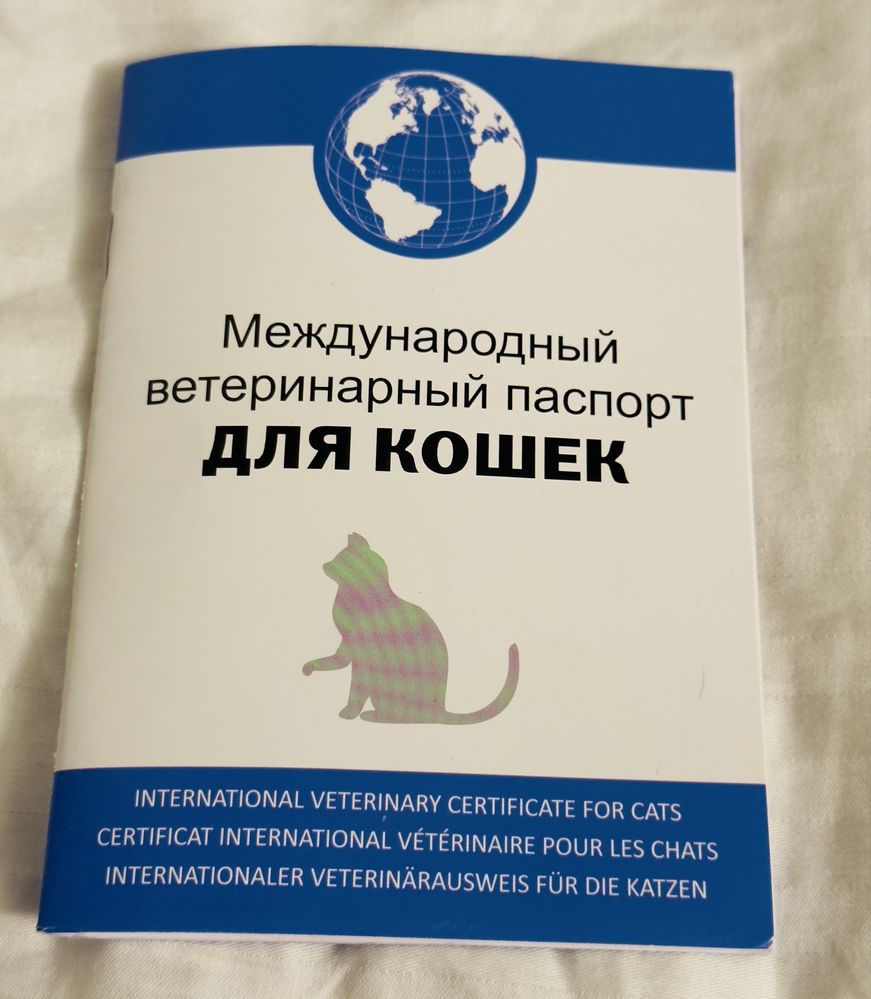 Международный
ветеринарный паспорт
ДЛЯ КОШЕК
INTERNATIONAL VETERINARY CERTIFICATE FOR CATS
CERTIFICAT INTERNATIONAL VÉTÉRINAIRE POUR LES CHATS
INTERNATIONALER VETERINÄRAUSWEIS FÜR DIE KATZEN